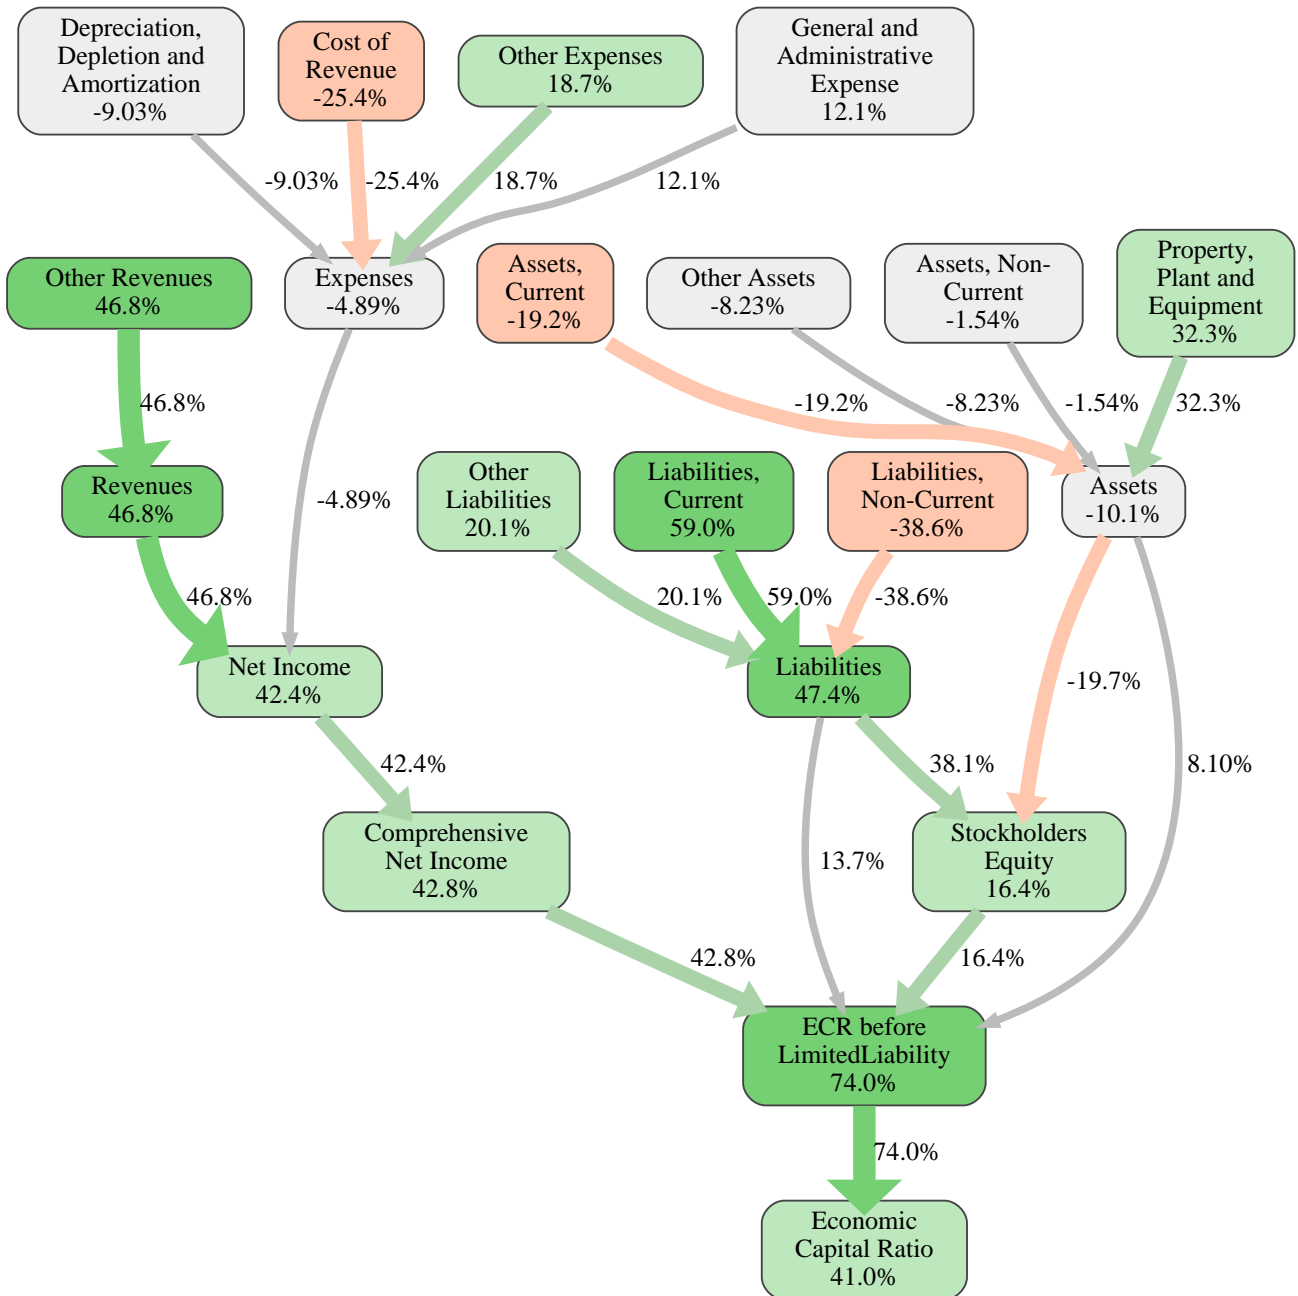 Depreciation,
Depletion and
Amortization
-9.03%
Cost of
Revenue
-25.4%
Other Expenses
18.7%
General and
Administrative
Expense
12.1%
-9.03%
-25.4%
18.7%
12.1%
Other Revenues
46.8%
Expenses
-4.89%
Assets,
Current
-19.2%
Other Assets
-8.23%
Assets, Non-
Current
-1.54%
Property,
Plant and
Equipment
32.3%
46.8%
-4.89%
-19.2%
-8.23%
-1.54%
32.3%
Revenues
46.8%
Other
Liabilities
20.1%
Liabilities,
Current
59.0%
Liabilities,
Non-Current
-38.6%
Assets
-10.1%
46.8%
20.1%
59.0%
-38.6%
-19.7%
8.10%
Net Income
42.4%
Liabilities
47.4%
42.4%
38.1%
13.7%
Comprehensive
Net Income
42.8%
Stockholders
Equity
16.4%
42.8%
16.4%
ECR before
LimitedLiability
74.0%
74.0%
Economic
Capital Ratio
41.0%